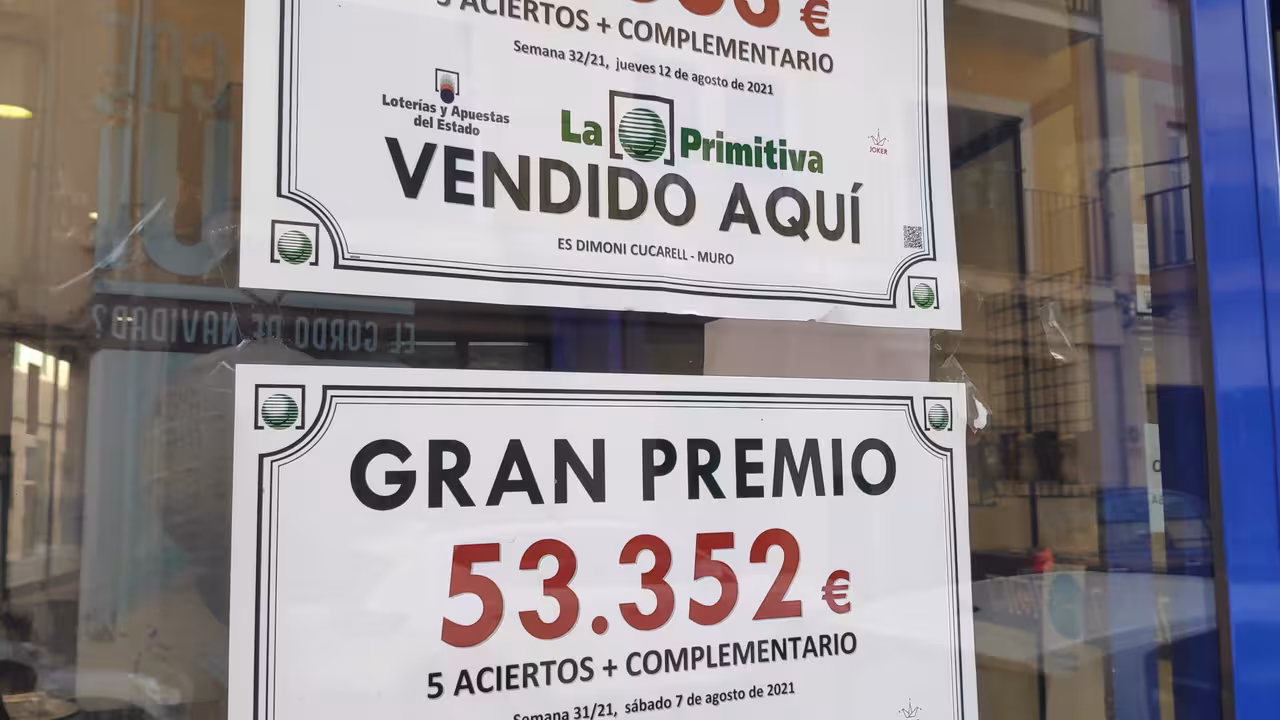 5 ACIERTOS + COMPLEMENTARIO
Semana 32/21, jueves 12 de agosto de 2021
Loterías y Apuestas
del Estado
La Primitiva
JOKER
VENDIDO AQUÍ
ES DIMONI CUCARELL - MURO
EL GORDO DE NAVIDAD?
GRAN PREMIO
53.352 €
5 ACIERTOS + COMPLEMENTARIO
Semana 31/21, sábado 7 de agosto de 2021